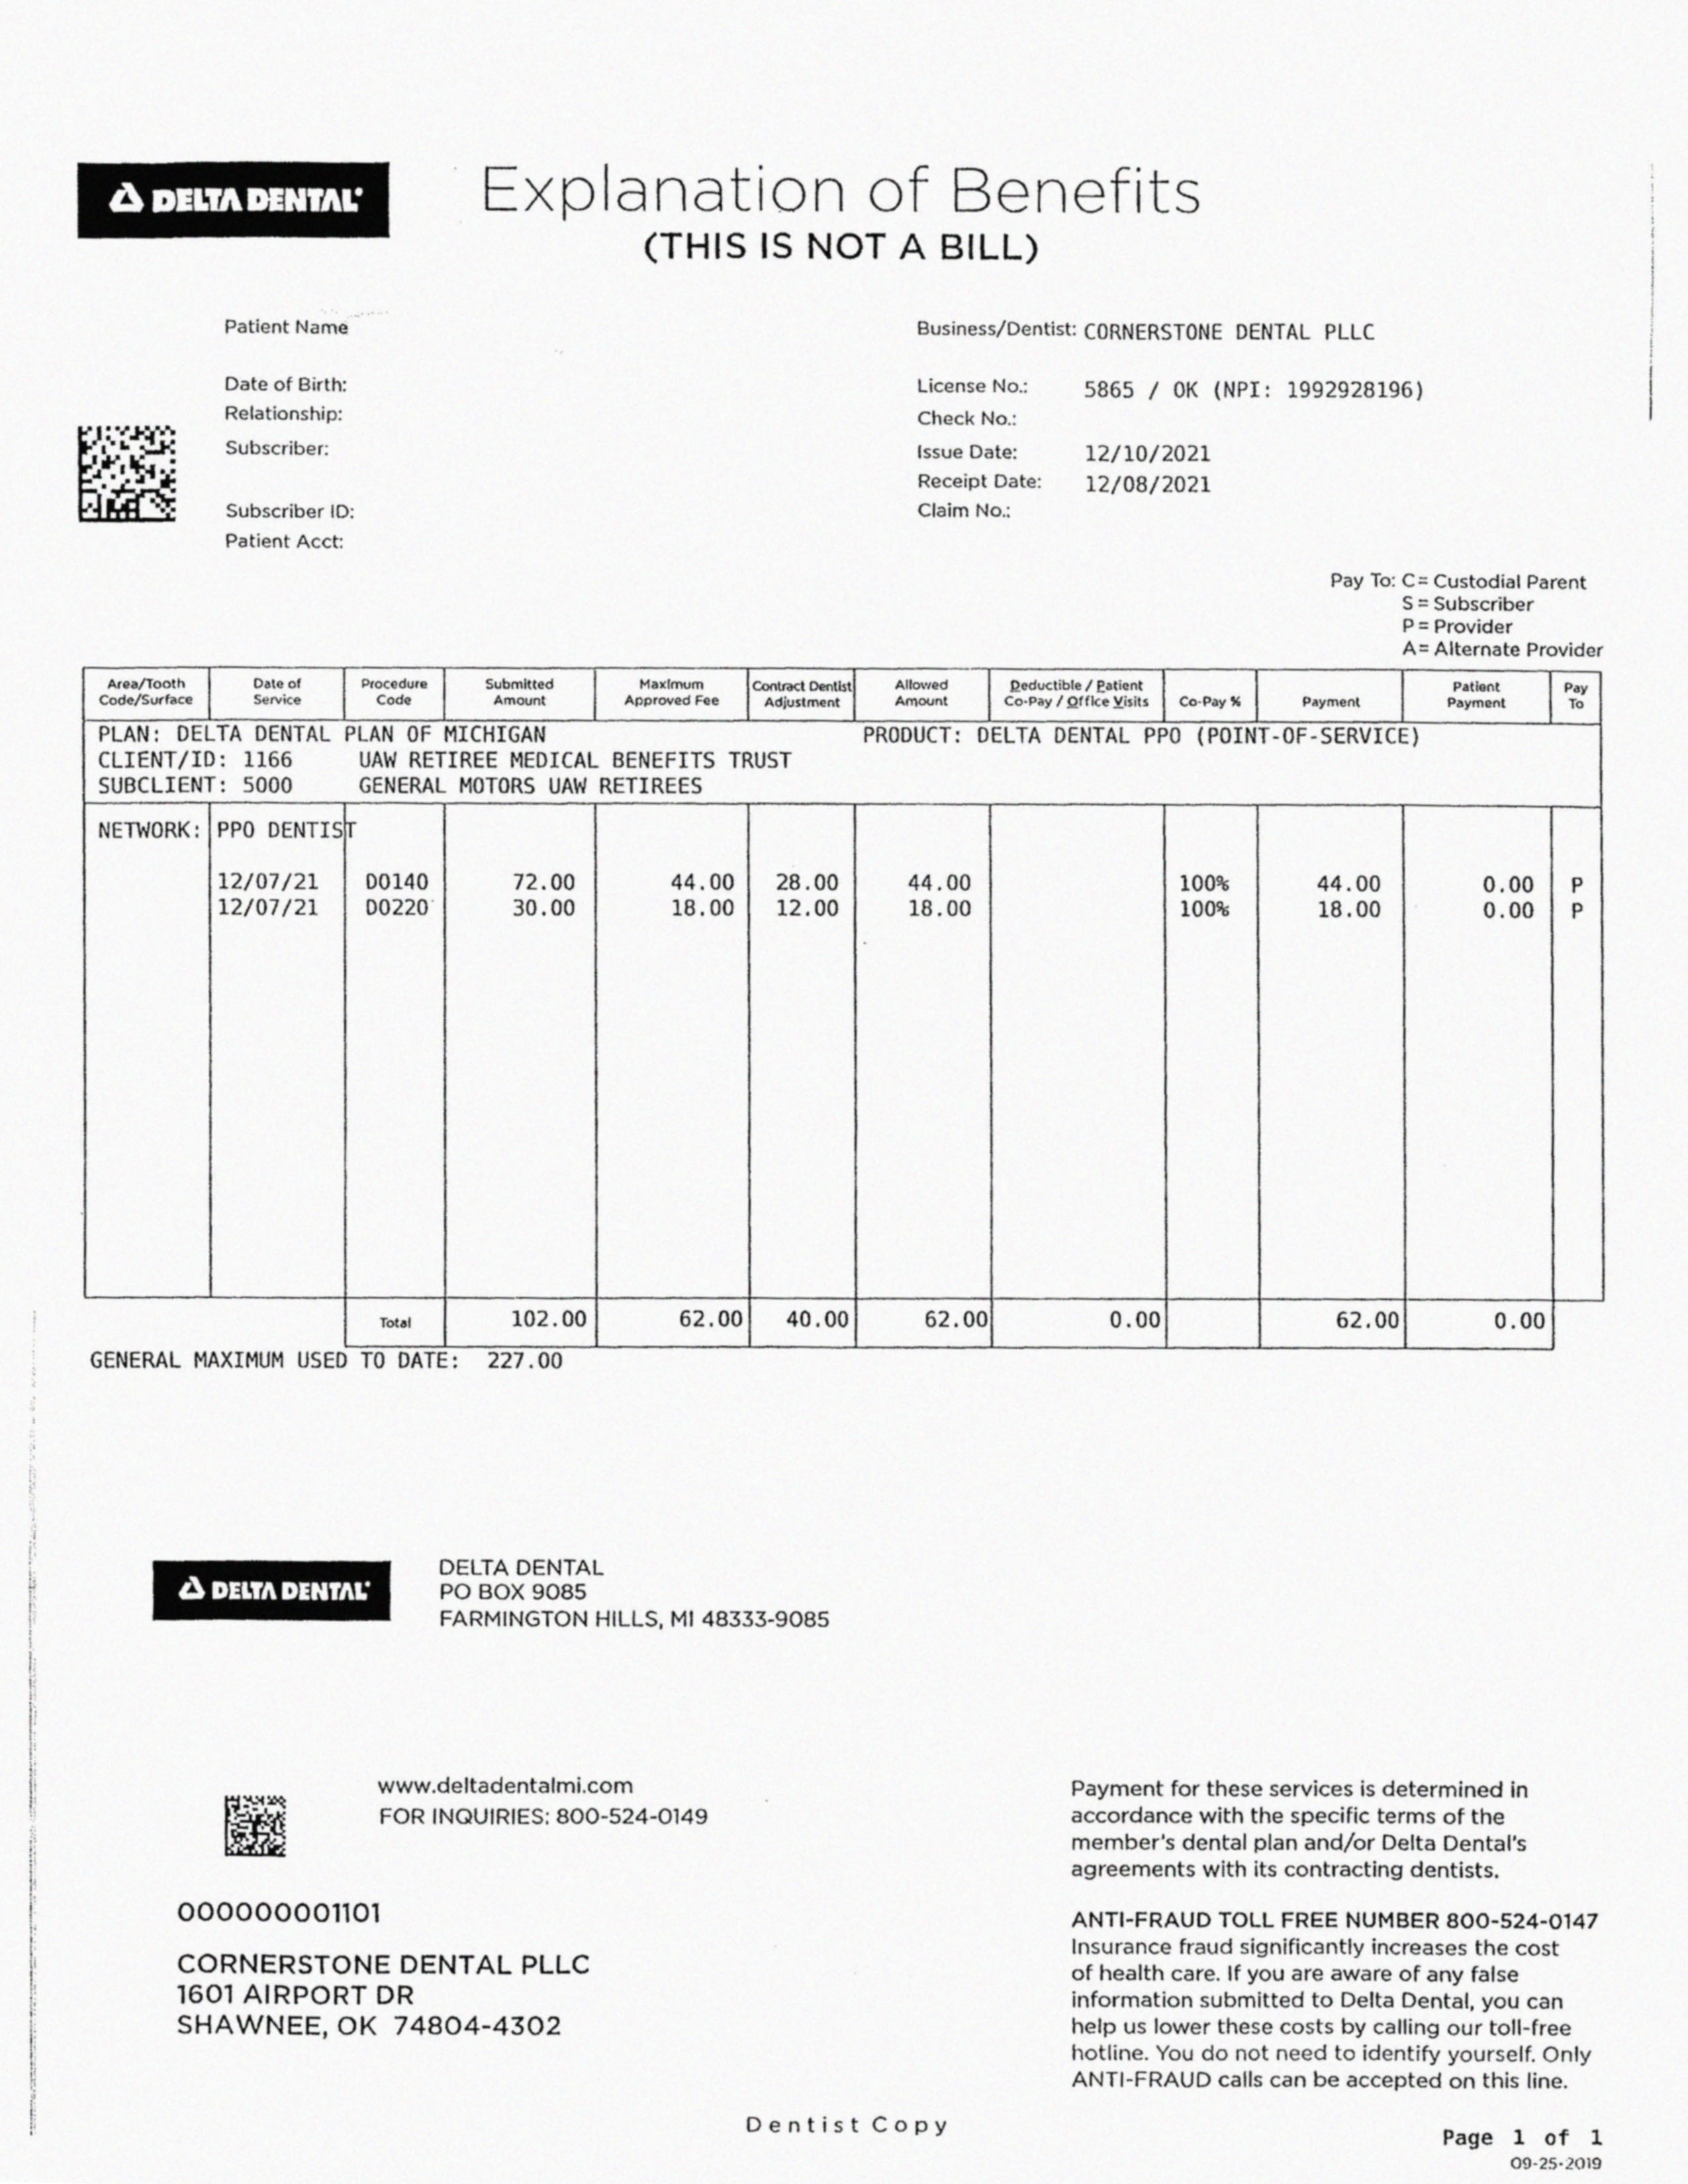 DELTA DENTAL
Explanation of Benefits
(THIS IS NOT A BILL)
Patient Name
Date of Birth:
Relationship:
Subscriber:
Subscriber ID:
Patient Acct:
Business/Dentist: CORNERSTONE DENTAL PLLC
License No.: 5865 / OK (NPI: 1992928196)
Check No.:
Issue Date: 12/10/2021
Receipt Date: 12/08/2021
Claim No.:
Pay To: C= Custodial Parent
S = Subscriber
P = Provider
A= Alternate Provider
Area/Tooth Code/Surface Date of Service Procedure Code Submitted Amount Maximum Approved Fee Contract Dentist Adjustment Allowed Amount Deductible / Patient Co-Pay / Office Visits Co-Pay % Payment Patient Payment Pay To
PLAN: DELTA DENTAL PLAN OF MICHIGAN PRODUCT: DELTA DENTAL PPO (POINT-OF-SERVICE)
CLIENT/ID: 1166 UAW RETIREE MEDICAL BENEFITS TRUST
SUBCLIENT: 5000 GENERAL MOTORS UAW RETIREES
NETWORK: PPO DENTIST
12/07/21 D0140 72.00 44.00 28.00 44.00 100% 44.00 0.00 P
12/07/21 D0220 30.00 18.00 12.00 18.00 100% 18.00 0.00 P
Total 102.00 62.00 40.00 62.00 0.00 62.00 0.00
GENERAL MAXIMUM USED TO DATE: 227.00
DELTA DENTAL
DELTA DENTAL
PO BOX 9085
FARMINGTON HILLS, MI 48333-9085
www.deltadentalmi.com
FOR INQUIRIES: 800-524-0149
000000001101
CORNERSTONE DENTAL PLLC
1601 AIRPORT DR
SHAWNEE, OK 74804-4302
Payment for these services is determined in
accordance with the specific terms of the
member's dental plan and/or Delta Dental's
agreements with its contracting dentists.
ANTI-FRAUD TOLL FREE NUMBER 800-524-0147
Insurance fraud significantly increases the cost
of health care. If you are aware of any false
information submitted to Delta Dental, you can
help us lower these costs by calling our toll-free
hotline. You do not need to identify yourself. Only
ANTI-FRAUD calls can be accepted on this line.
Dentist Copy
Page 1 of 1
09-25-2019